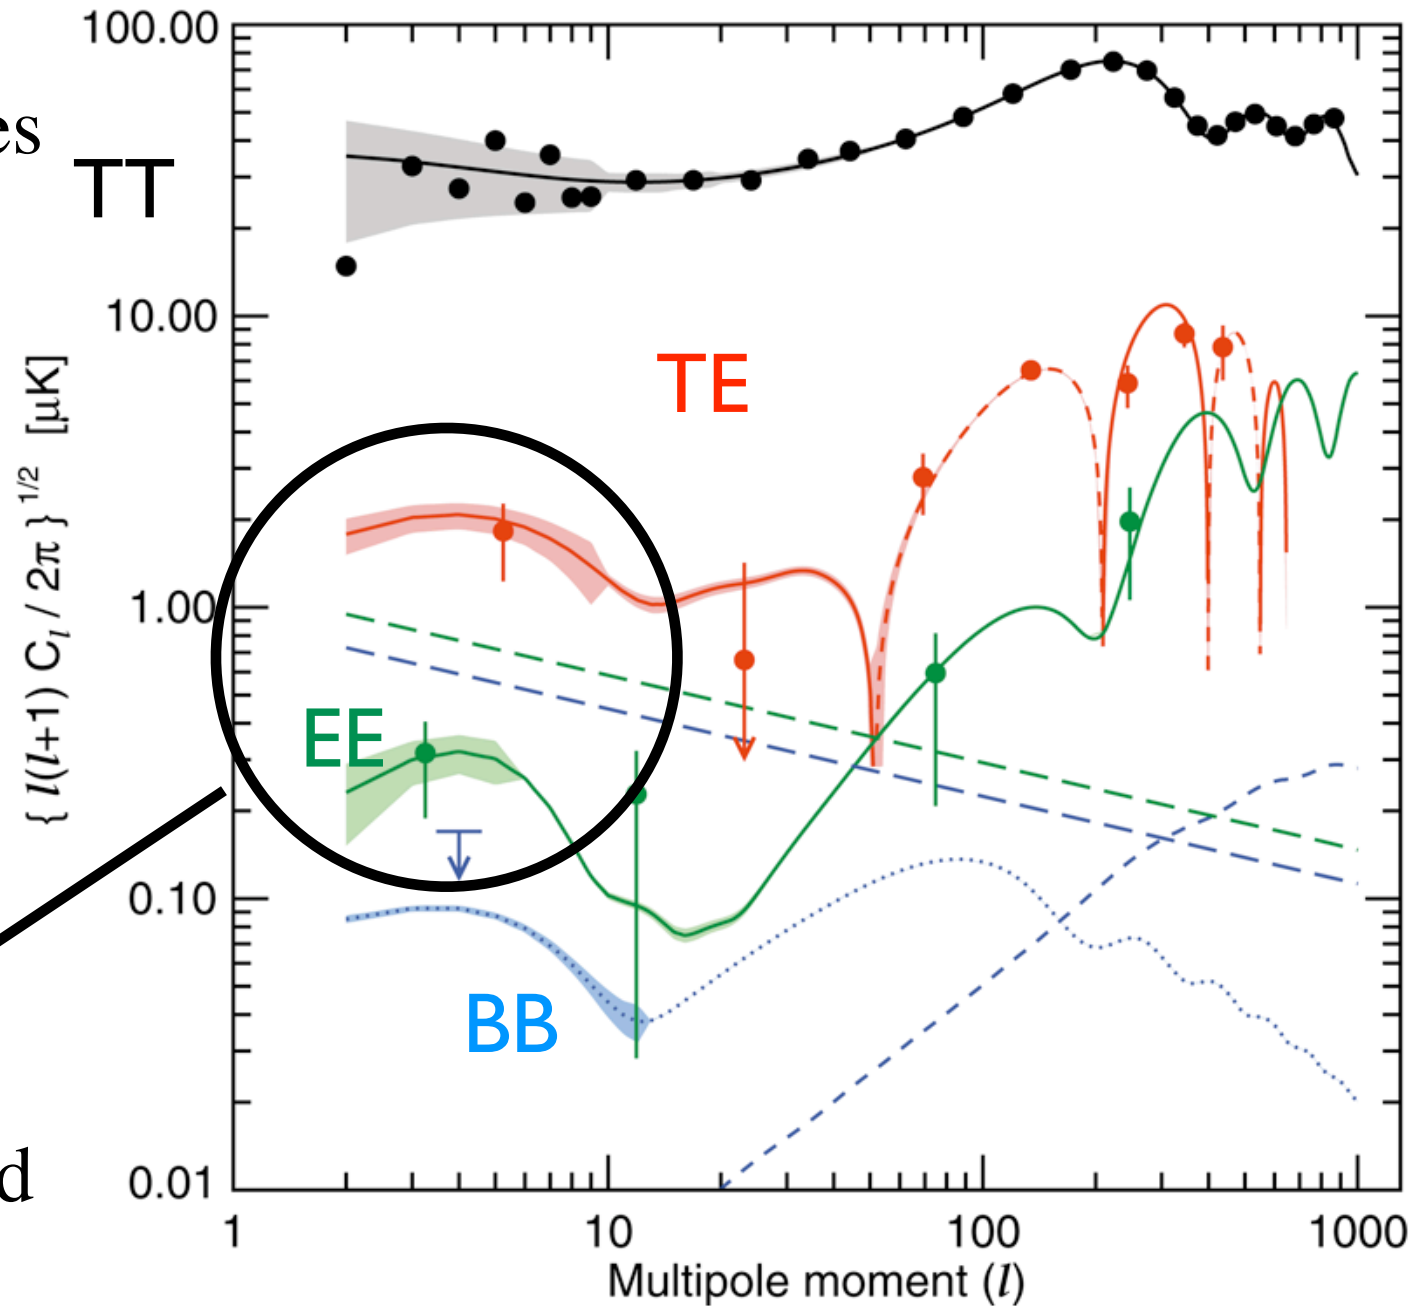 100.00
es
TT
10.00
TE
{ l(l+1) Cl / 2π } 1/2 [μK]
1.00
EE
0.10
BB
d
0.01
1 10 100 1000
Multipole moment (l)